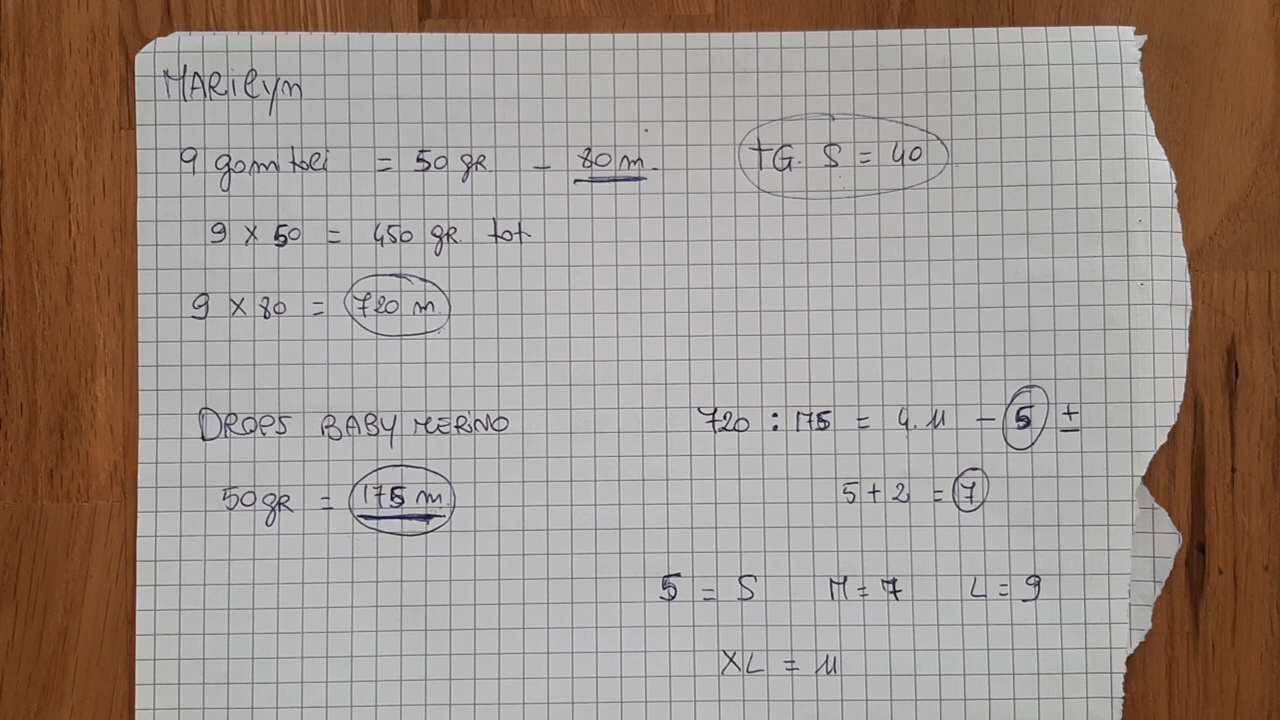 MARilyn
9 gomitoli = 50 gR. - 80 m. tG. S = 40
9 x 50 = 450 gR. tot.
9 x 80 = 720 m.
DROPS BABY MERINO 720 : 175 = 4.11 - 5 ±
50 gR = 175 m. 5 + 2 = 7
5 = S M = 7 L = 9
XL = 11